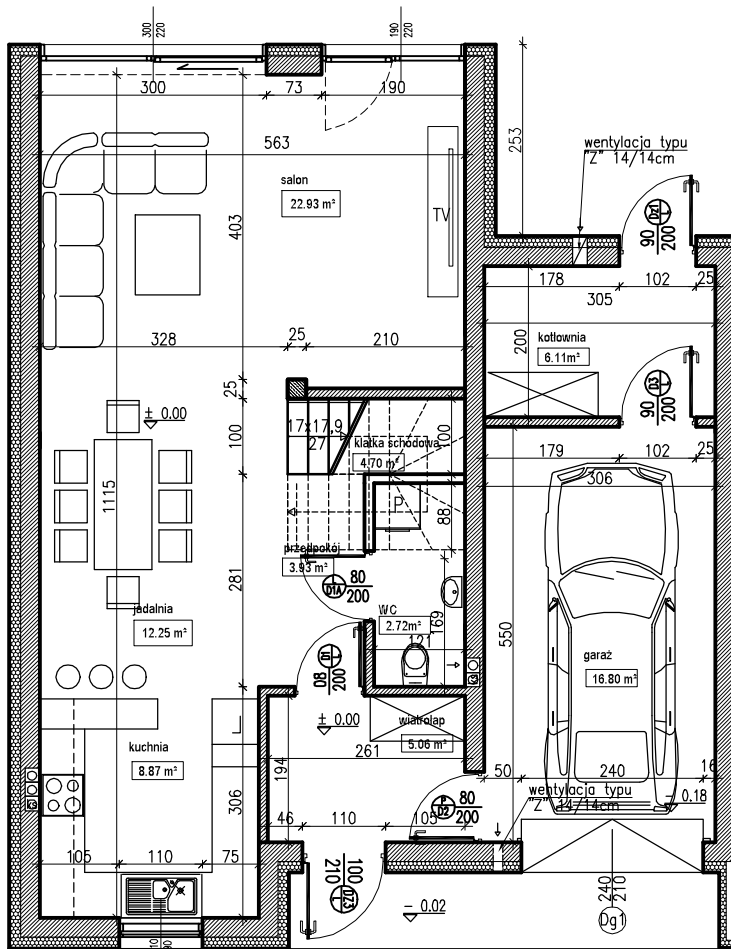 300
220
190
220
300
73
190
563
253
wentylacja typu
"Z" 14/14cm
salon
22.93 m²
TV
403
Dz1
1
90
200
178
102
25
305
328
25
210
200
kotłownia
6.11m²
D3
1
90
200
25
± 0.00
17x17,9
27
100
klatka schodowa
4.70 m²
100
179
102
25
306
1115
P
88
przedpokój
3.93 m²
L
D1A
80
200
281
jadalnia
12.25 m²
WC
2.72m²
169
121
550
garaż
16.80 m²
D1
1
80
200
± 0.00
wiatrołap
5.06 m²
L
kuchnia
8.87 m²
261
194
50
240
16
wentylacja typu
"Z" 14/14cm
- 0.18
306
P
D2
80
200
46
110
105
105
110
75
100
210
DZ3
L
- 0.02
240
210
Dg1